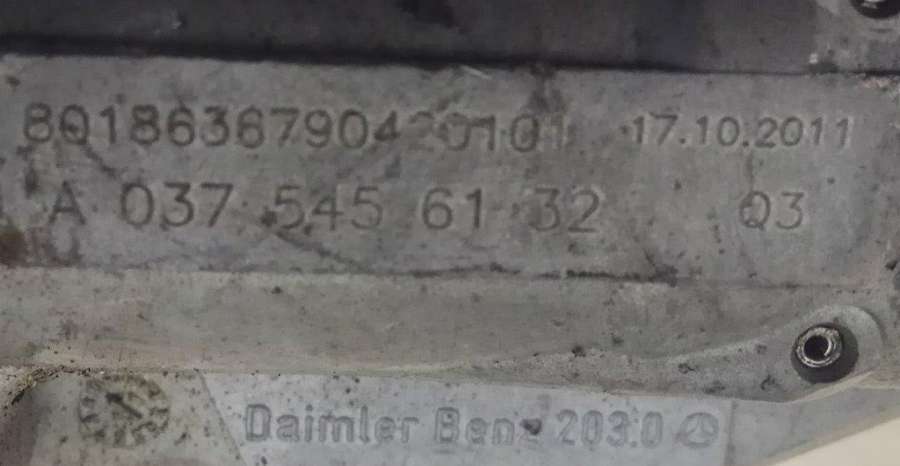 8018636790420101 17.10.2011
A 037 545 61 32 Q3
Daimler Benz 203.0